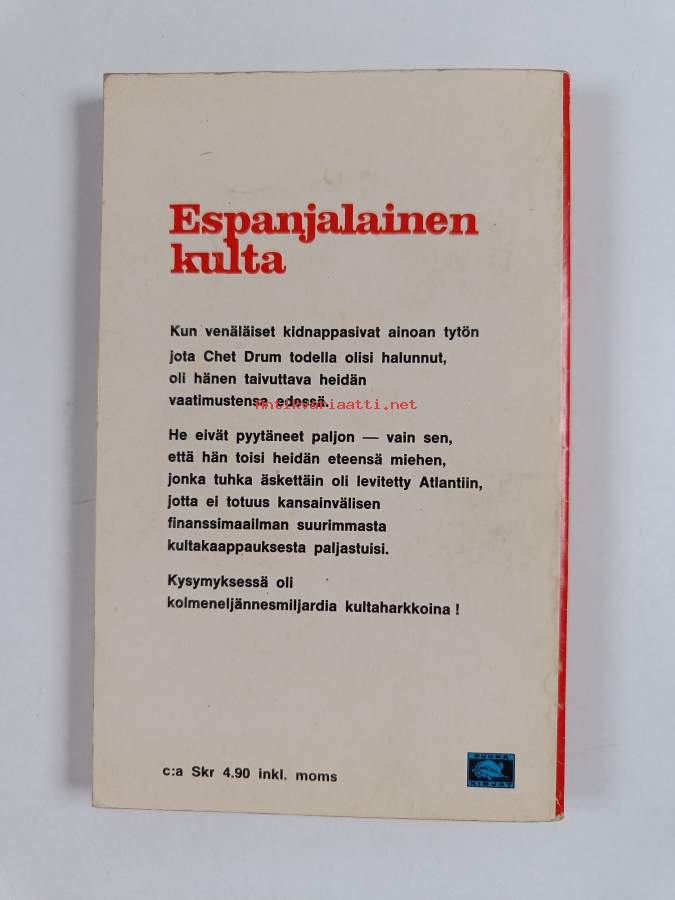 Espanjalainen
kulta
Kun venäläiset kidnappasivat ainoan tytön
jota Chet Drum todella olisi halunnut,
oli hänen taivuttava heidän
vaatimustensa edessä.
Antikvariaatti.net
He eivät pyytäneet paljon — vain sen,
että hän toisi heidän eteensä miehen,
jonka tuhka äskettäin oli levitetty Atlantiin,
jotta ei totuus kansainvälisen
finanssimaailman suurimmasta
kultakaappauksesta paljastuisi.
Kysymyksessä oli
kolmeneljännesmiljardia kultaharkkoina !
c:a Skr 4.90 inkl. moms
PUUMA
KIRJAT